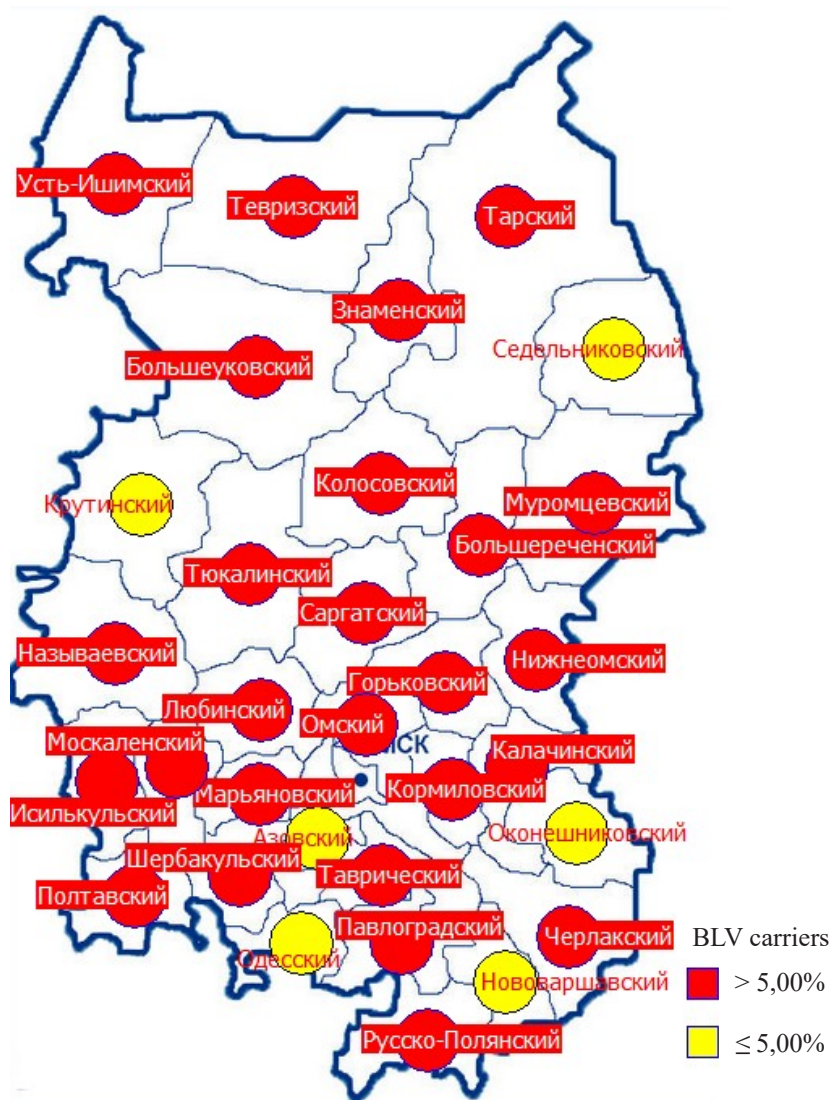 Усть-Ишимский
Тевризский
Тарский
Знаменский
Седельниковский
Большеуковский
Колосовский
Крутинский
Муромцевский
Большереченский
Тюкалинский
Саргатский
Называевский
Нижнеомский
Горьковский
Любинский
Омский
Москаленский
МСК
Калачинский
Исилькульский
Марьяновский
Кормиловский
Азовский
Оконешниковский
Шербакульский
Таврический
Полтавский
Павлоградский
Черлакский
Одесский
Нововаршавский
Русско-Полянский
BLV carriers
> 5,00%
≤ 5,00%